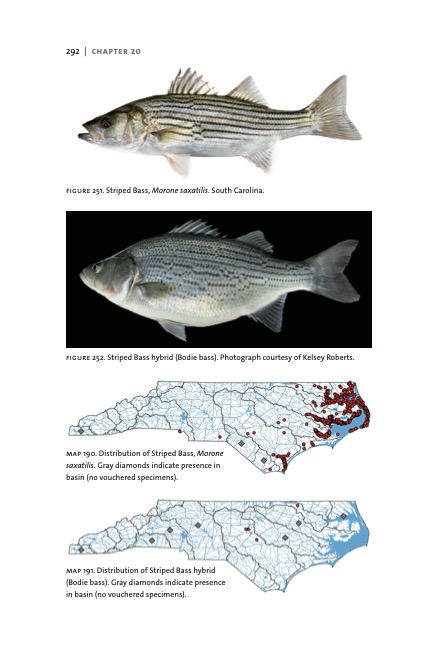 292 | CHAPTER 20
FIGURE 251. Striped Bass, Morone saxatilis. South Carolina.
FIGURE 252. Striped Bass hybrid (Bodie bass). Photograph courtesy of Kelsey Roberts.
MAP 190. Distribution of Striped Bass, Morone
saxatilis. Gray diamonds indicate presence in
basin (no vouchered specimens).
MAP 191. Distribution of Striped Bass hybrid
(Bodie bass). Gray diamonds indicate presence
in basin (no vouchered specimens).